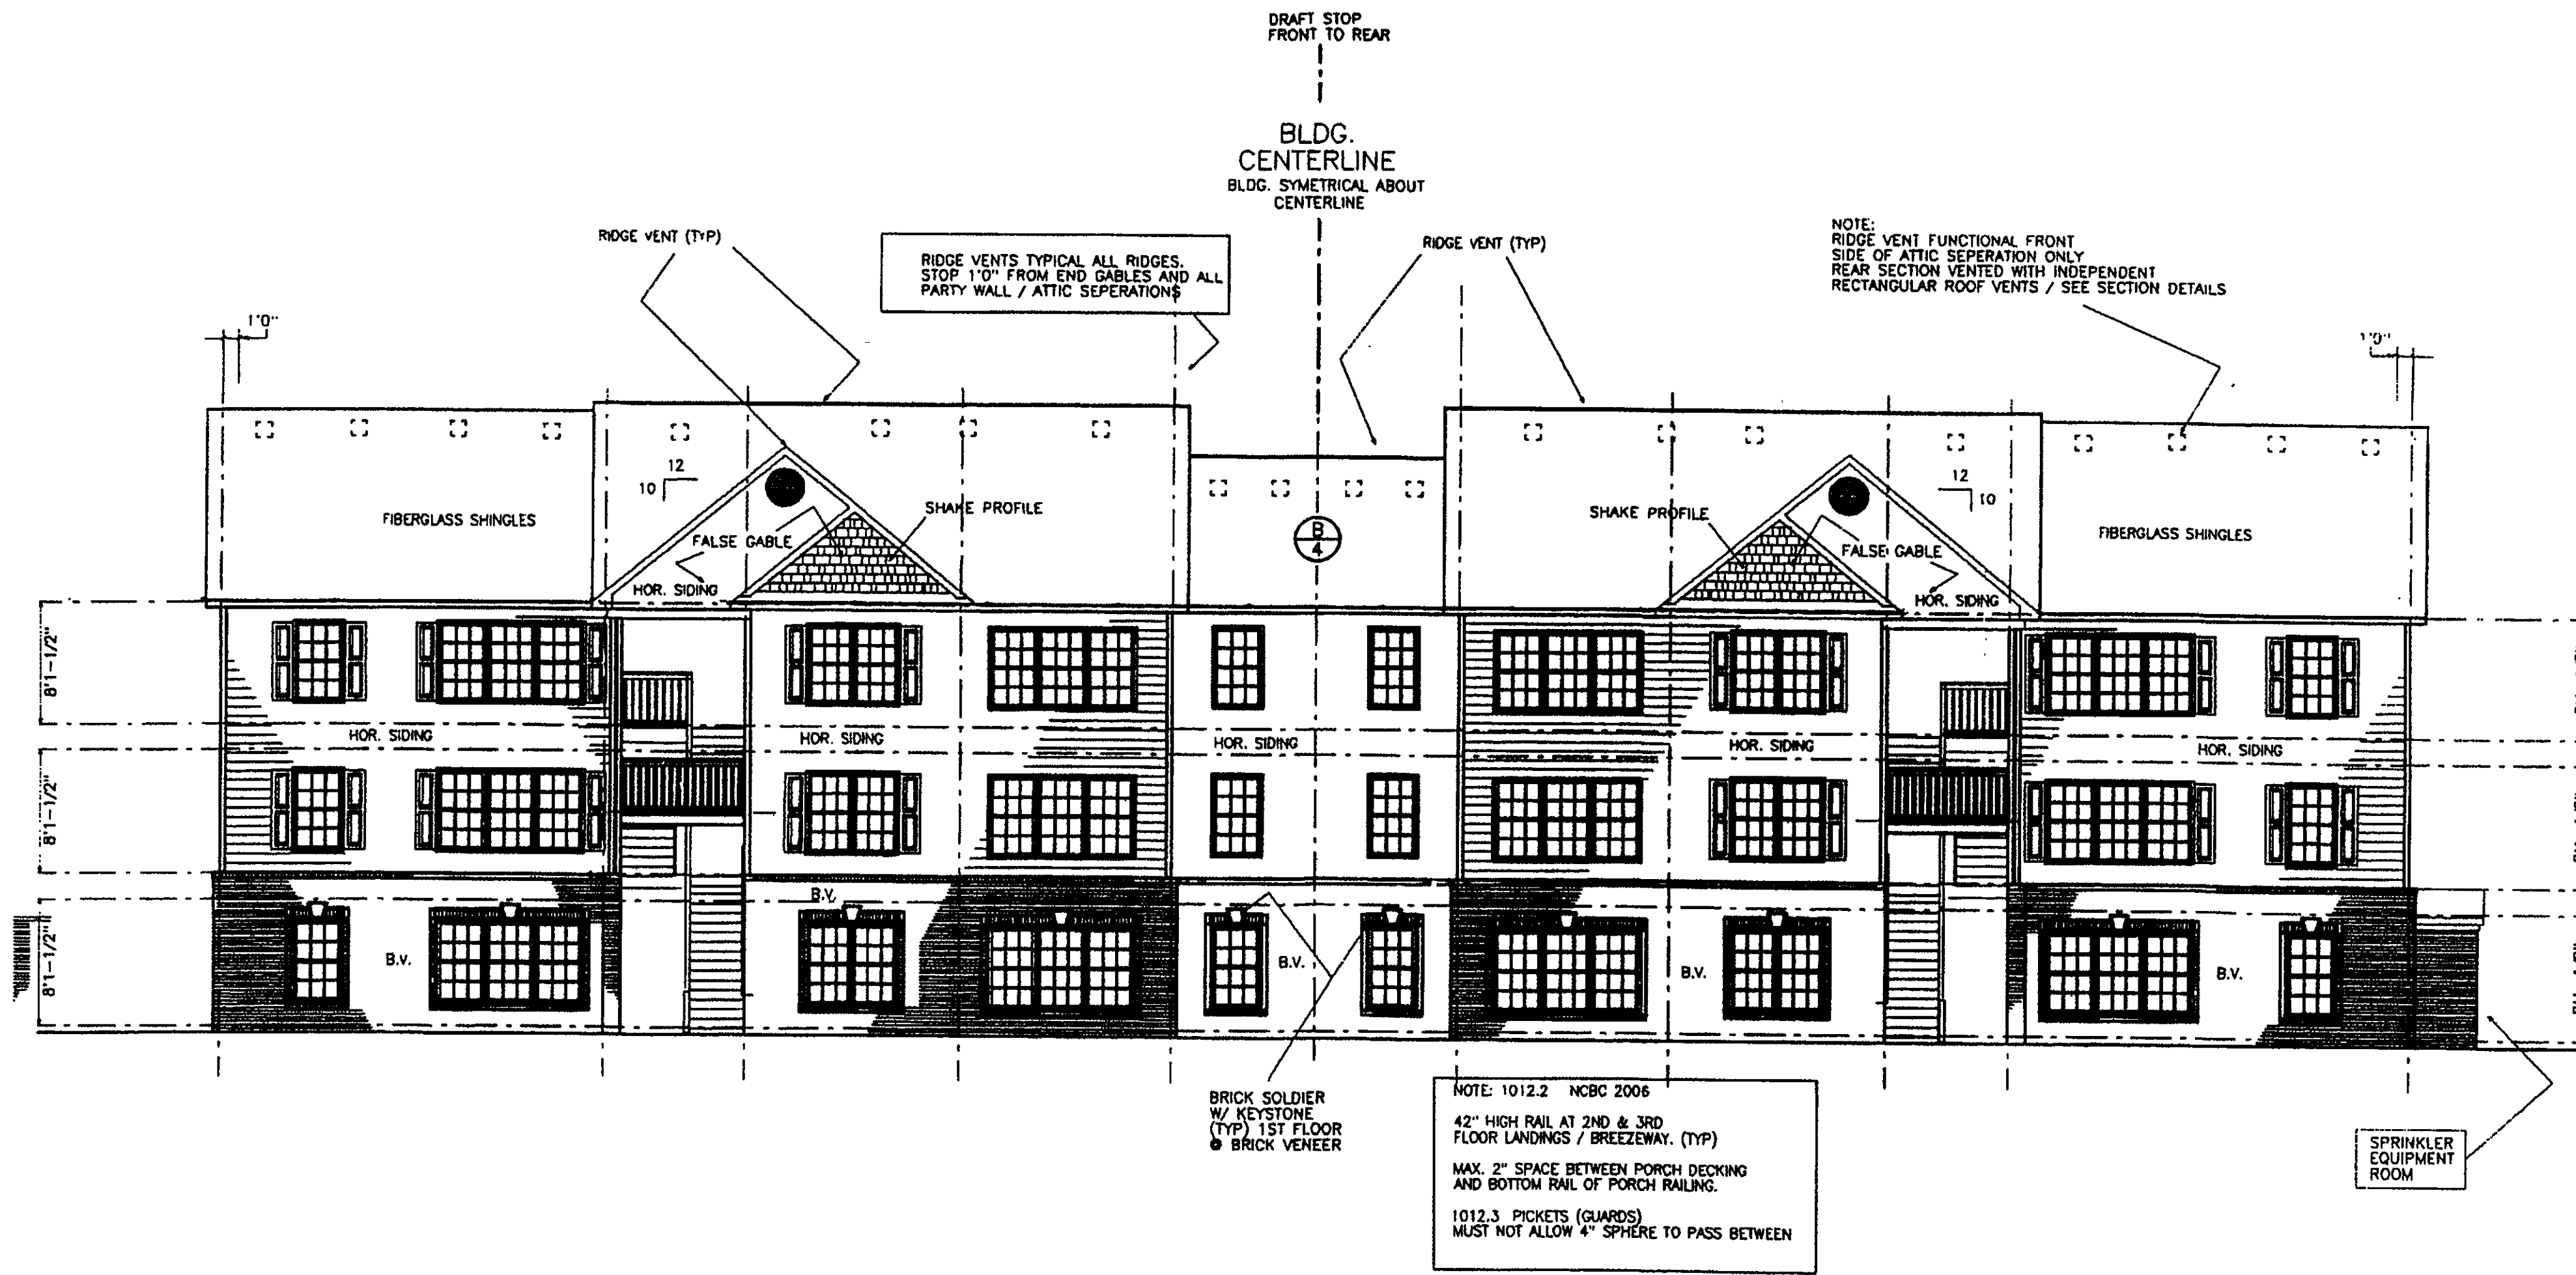 DRAFT STOP
FRONT TO REAR
BLDG.
CENTERLINE
BLDG. SYMETRICAL ABOUT
CENTERLINE
RIDGE VENT (TYP)
RIDGE VENTS TYPICAL ALL RIDGES.
STOP 1'0" FROM END GABLES AND ALL
PARTY WALL / ATTIC SEPERATIONS
RIDGE VENT (TYP)
NOTE:
RIDGE VENT FUNCTIONAL FRONT
SIDE OF ATTIC SEPERATION ONLY
REAR SECTION VENTED WITH INDEPENDENT
RECTANGULAR ROOF VENTS / SEE SECTION DETAILS
1'0"
1'0"
12
10
12
10
FIBERGLASS SHINGLES
SHAKE PROFILE
FALSE GABLE
HOR. SIDING
B
4
SHAKE PROFILE
FALSE GABLE
HOR. SIDING
FIBERGLASS SHINGLES
8'1-1/2"
HOR. SIDING
HOR. SIDING
HOR. SIDING
HOR. SIDING
HOR. SIDING
8'1-1/2"
8'1-1/2"
B.V.
B.V.
B.V.
B.V.
B.V.
BRICK SOLDIER
W/ KEYSTONE
(TYP) 1ST FLOOR
@ BRICK VENEER
NOTE: 1012.2 NCBC 2006
42" HIGH RAIL AT 2ND & 3RD
FLOOR LANDINGS / BREEZEWAY. (TYP)
MAX. 2" SPACE BETWEEN PORCH DECKING
AND BOTTOM RAIL OF PORCH RAILING.
1012.3 PICKETS (GUARDS)
MUST NOT ALLOW 4" SPHERE TO PASS BETWEEN
SPRINKLER
EQUIPMENT
ROOM